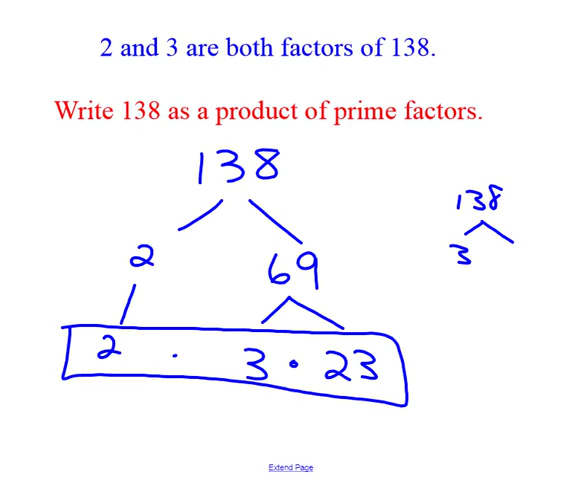 2 and 3 are both factors of 138.
Write 138 as a product of prime factors.
138
138
2 69
3
2 · 3 · 23
Extend Page